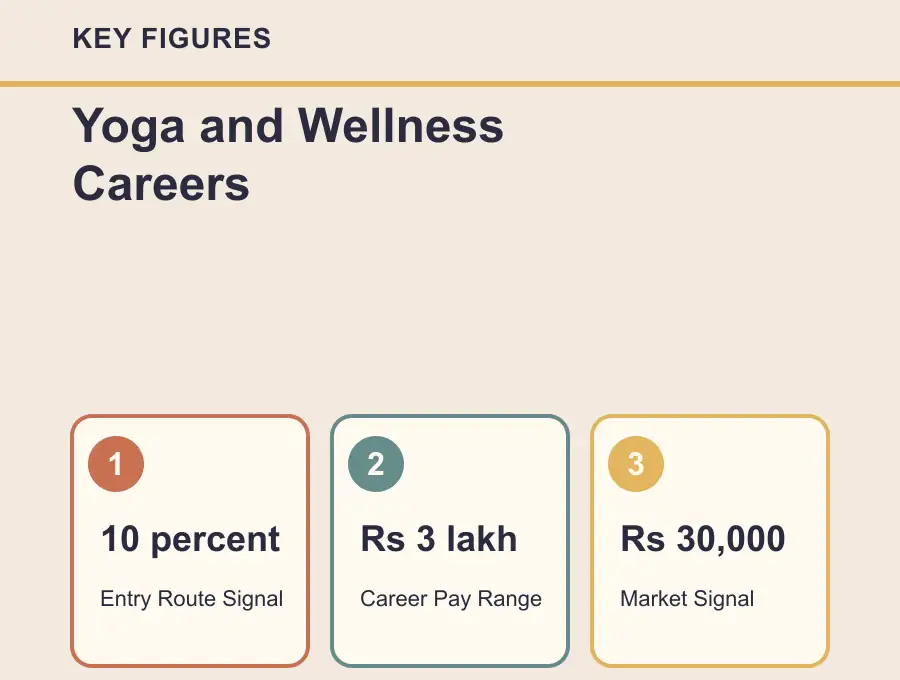 KEY FIGURES
Yoga and Wellness
Careers
1
10 percent
Entry Route Signal
2
Rs 3 lakh
Career Pay Range
3
Rs 30,000
Market Signal